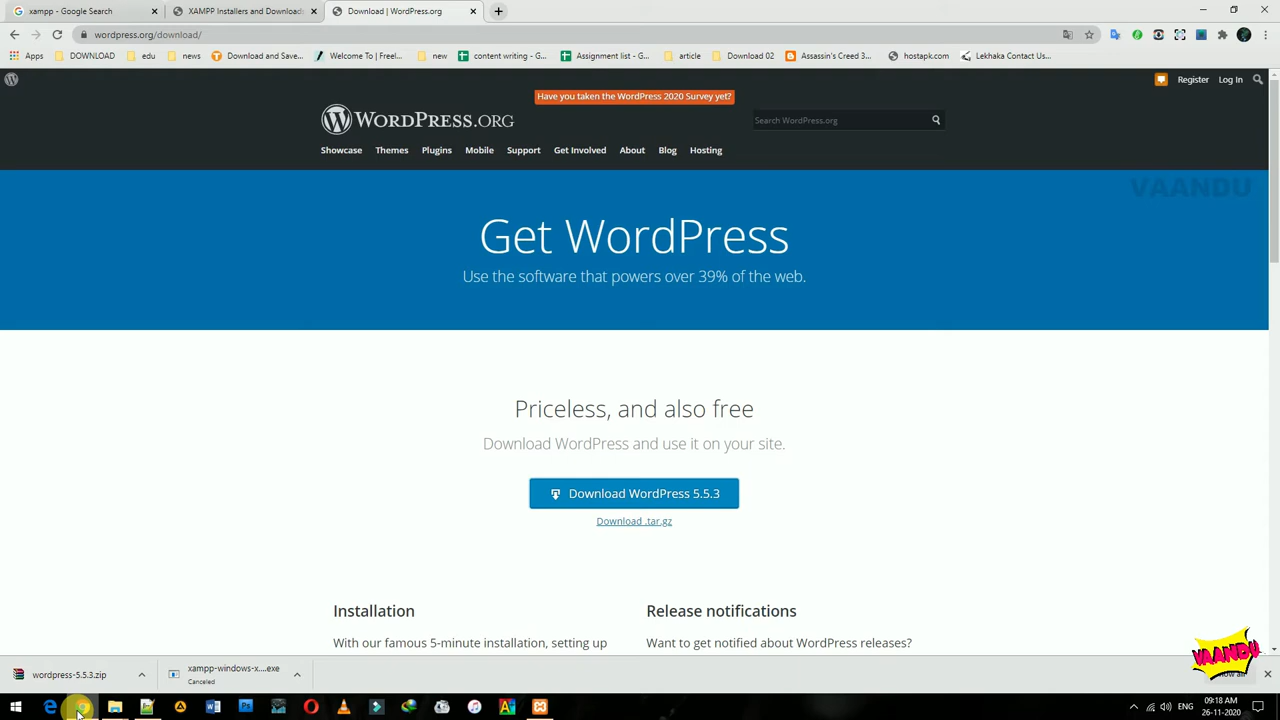 xampp - Google Search
XAMPP Installers and Download
Download | WordPress.org
wordpress.org/download/
Apps
DOWNLOAD
edu
news
Download and Save...
Welcome To | Freel...
new
content writing - G...
Assignment list - G...
article
Download 02
Assassin's Creed 3...
hostapk.com
Lekhaka Contact Us...
Register
Log In
Have you taken the WordPress 2020 Survey yet?
WORDPRESS.ORG
Search WordPress.org
Showcase
Themes
Plugins
Mobile
Support
Get Involved
About
Blog
Hosting
VAANDU
Get WordPress
Use the software that powers over 39% of the web.
Priceless, and also free
Download WordPress and use it on your site.
Download WordPress 5.5.3
Download .tar.gz
Installation
Release notifications
With our famous 5-minute installation, setting up
Want to get notified about WordPress releases?
VAANDU
wordpress-5.5.3.zip
xampp-windows-x....exe
Canceled
ENG
09:18 AM
26-11-2020